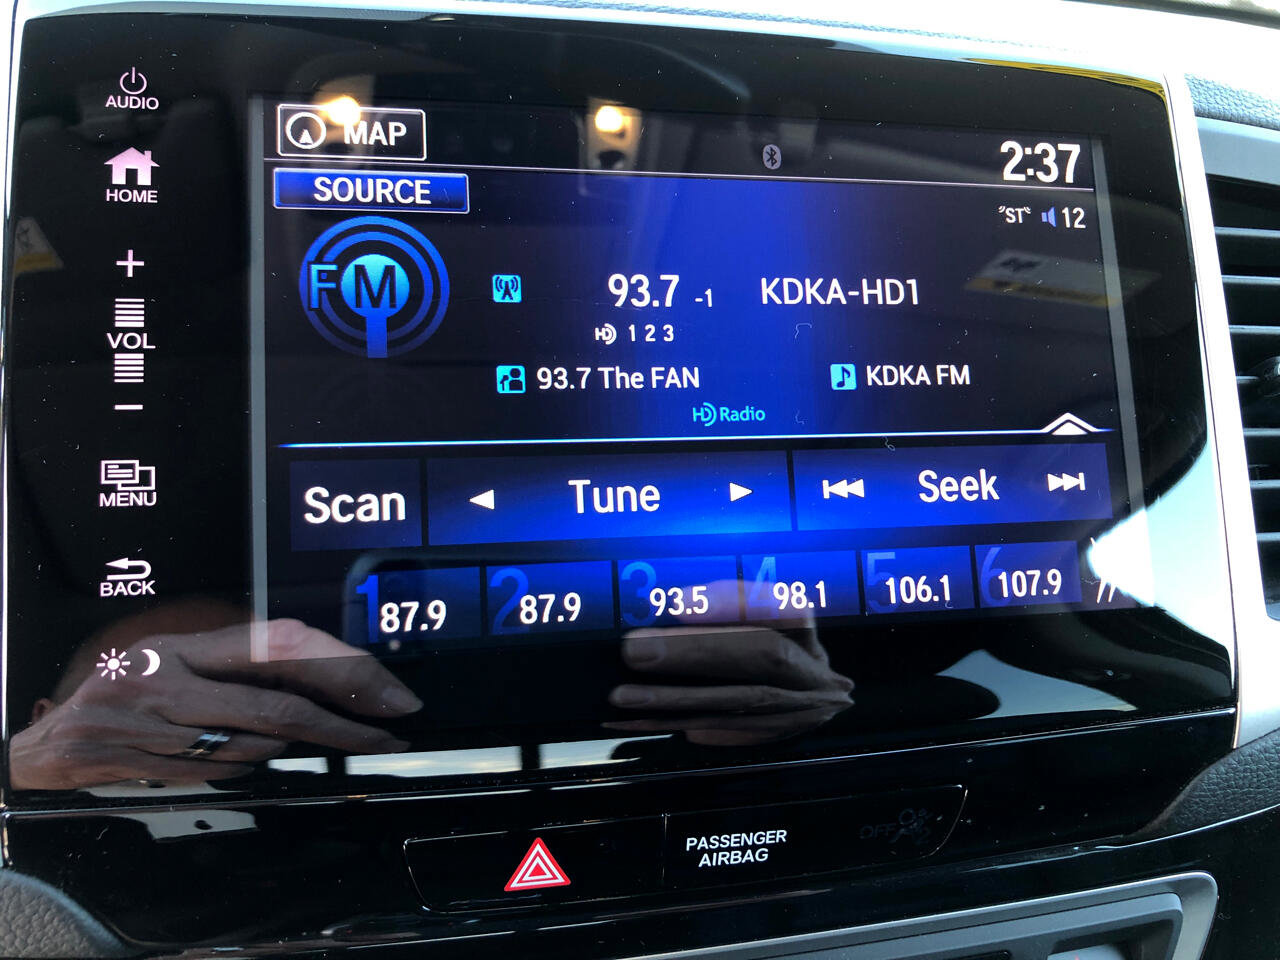 AUDIO
HOME
+
VOL
−
MENU
BACK
MAP
2:37
SOURCE
"ST" 12
FM
93.7 -1 KDKA-HD1
HD 1 2 3
93.7 The FAN KDKA FM
HD Radio
Scan Tune Seek
1 87.9 2 87.9 3 93.5 4 98.1 5 106.1 6 107.9
PASSENGER
AIRBAG
OFF